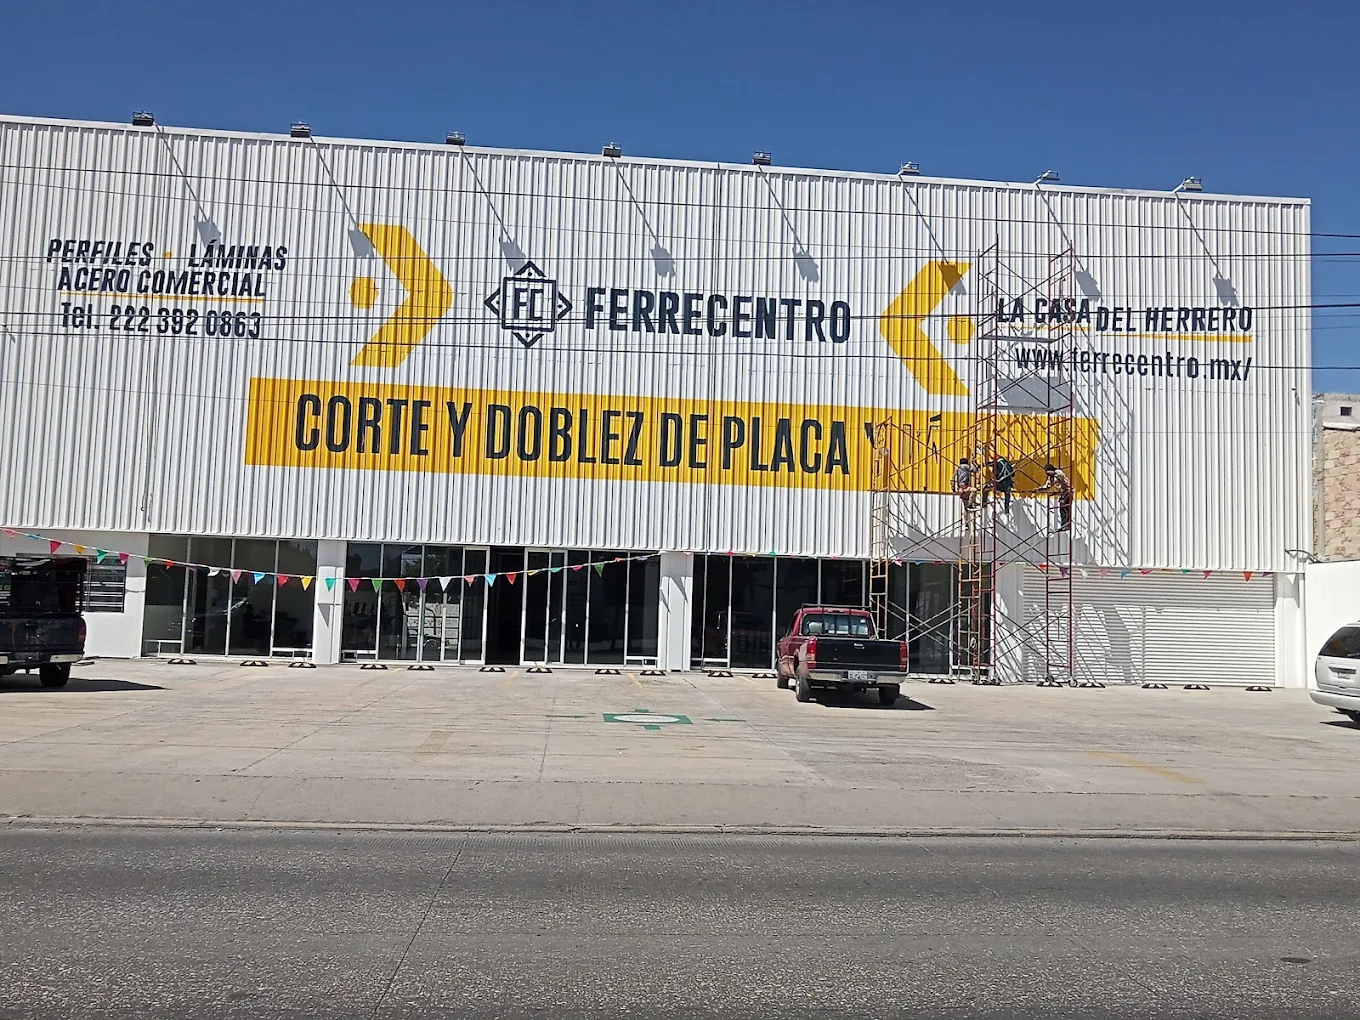 PERFILES · LÁMINAS
ACERO COMERCIAL
Tel. 222 392 0863
FC
FERRECENTRO
LA CASA DEL HERRERO
www.ferrecentro.mx/
CORTE Y DOBLEZ DE PLACA Y LÁ